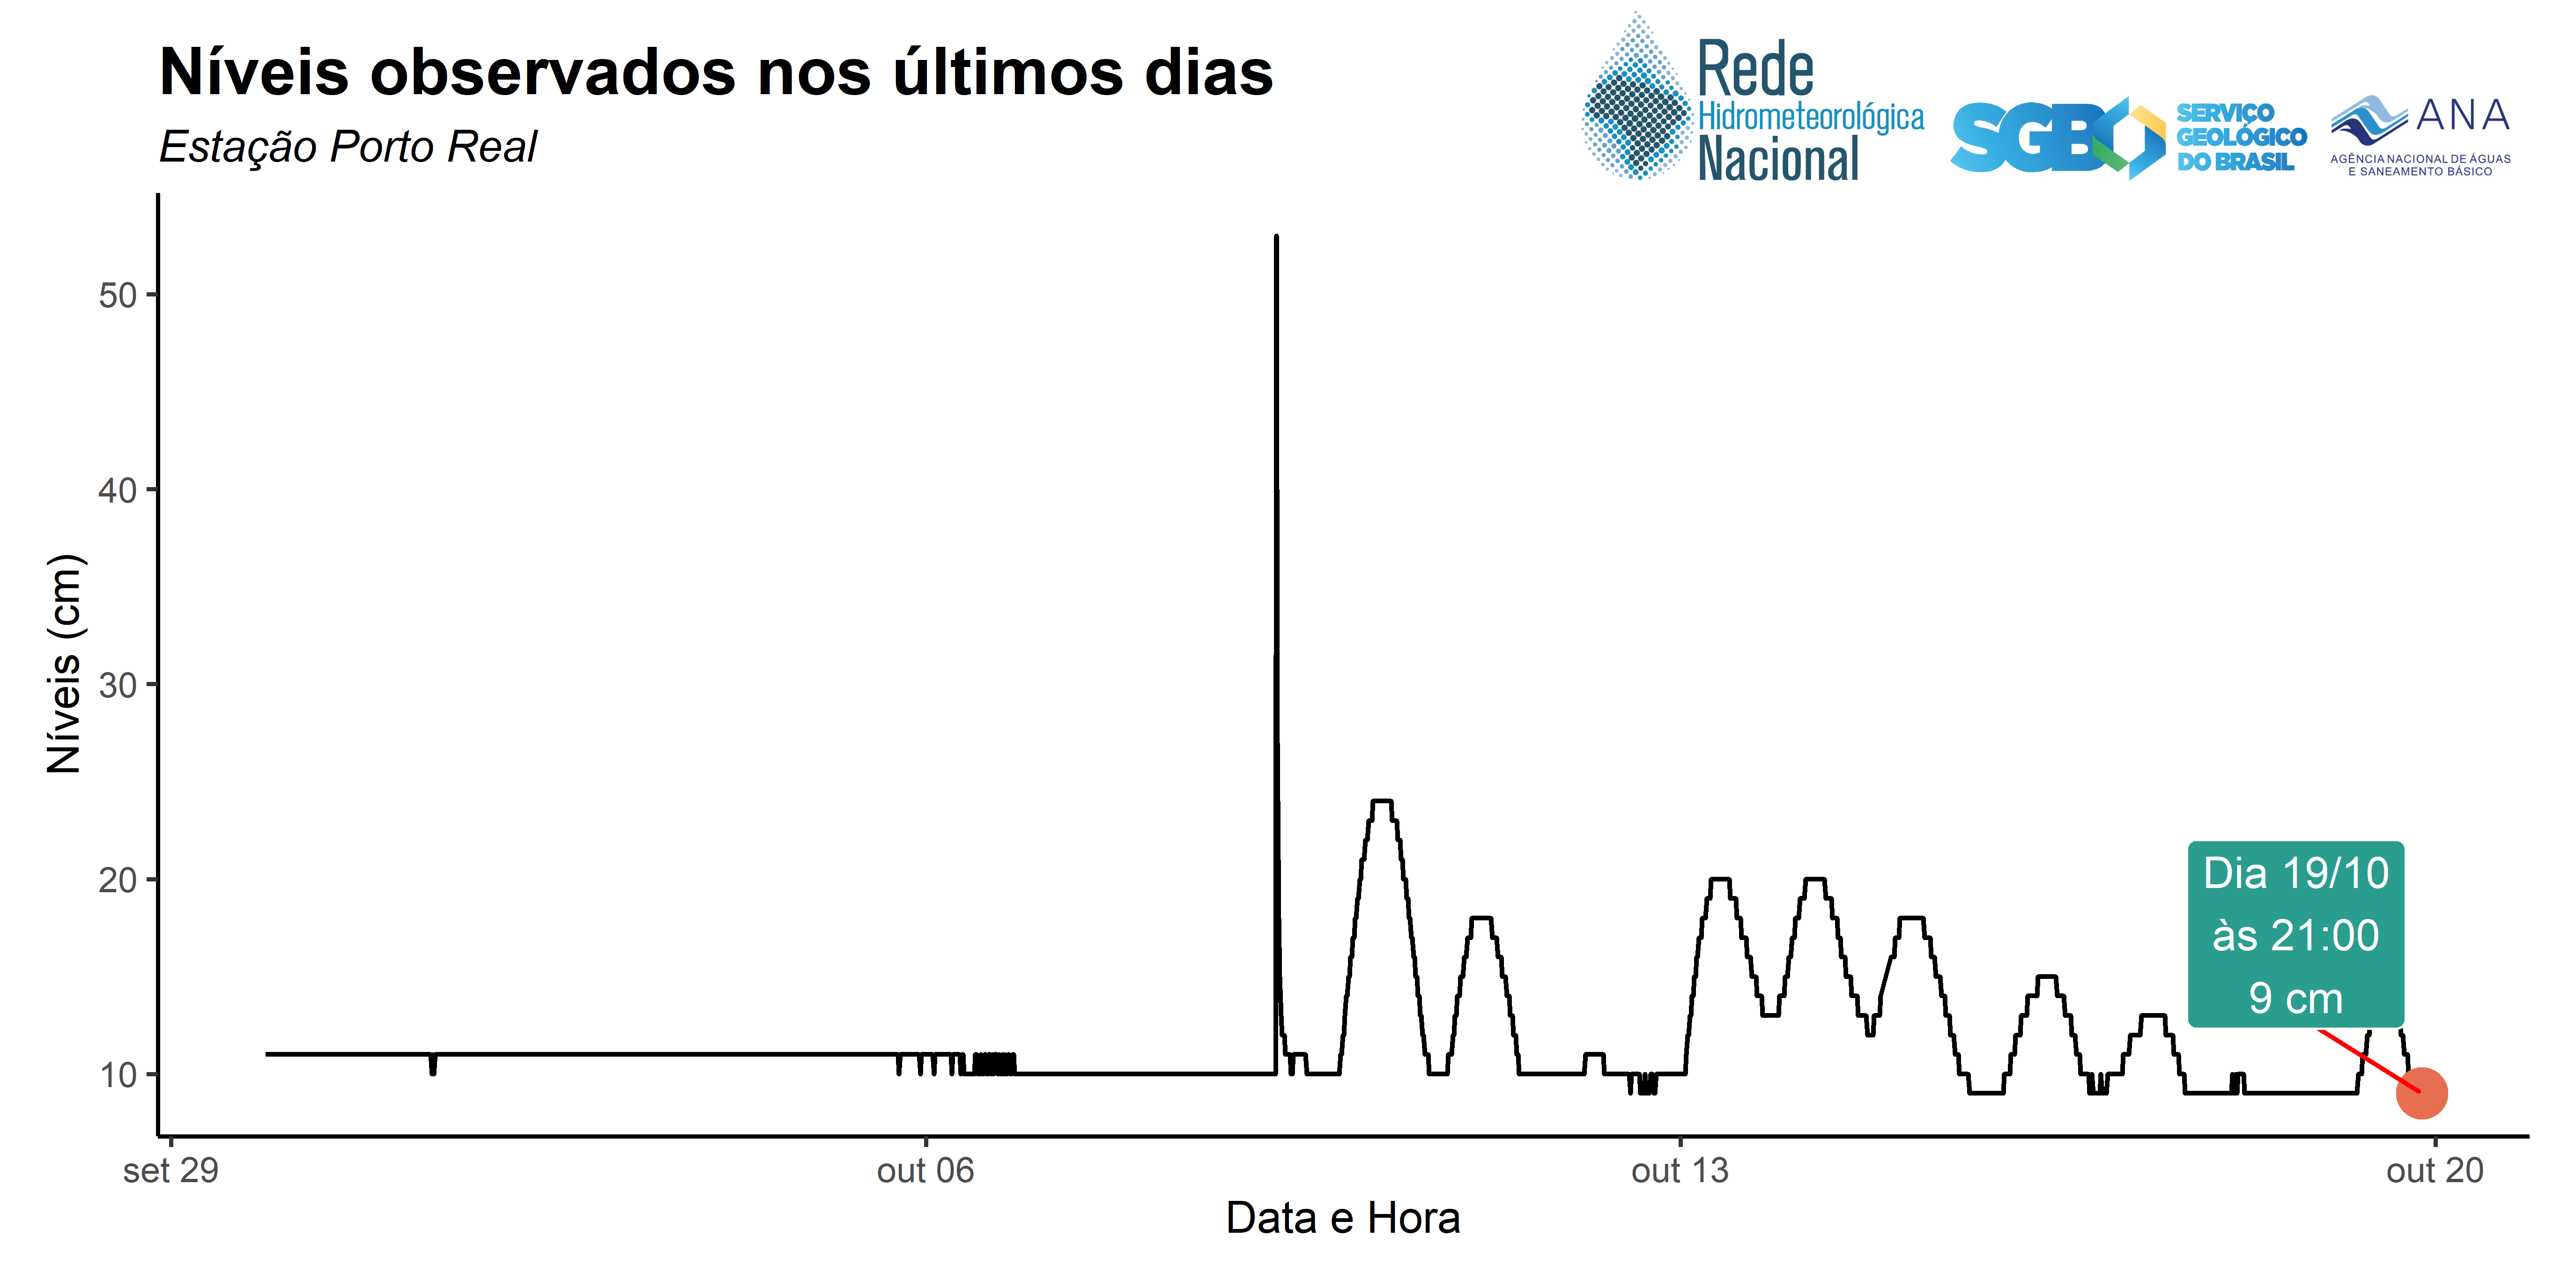 Níveis observados nos últimos dias
Estação Porto Real
Rede
Hidrometeorológica
Nacional
SGB
SERVIÇO
GEOLÓGICO
DO BRASIL
ANA
AGÊNCIA NACIONAL DE ÁGUAS
E SANEAMENTO BÁSICO
Níveis (cm)
50
40
30
20
10
Dia 19/10
às 21:00
9 cm
set 29
out 06
out 13
out 20
Data e Hora